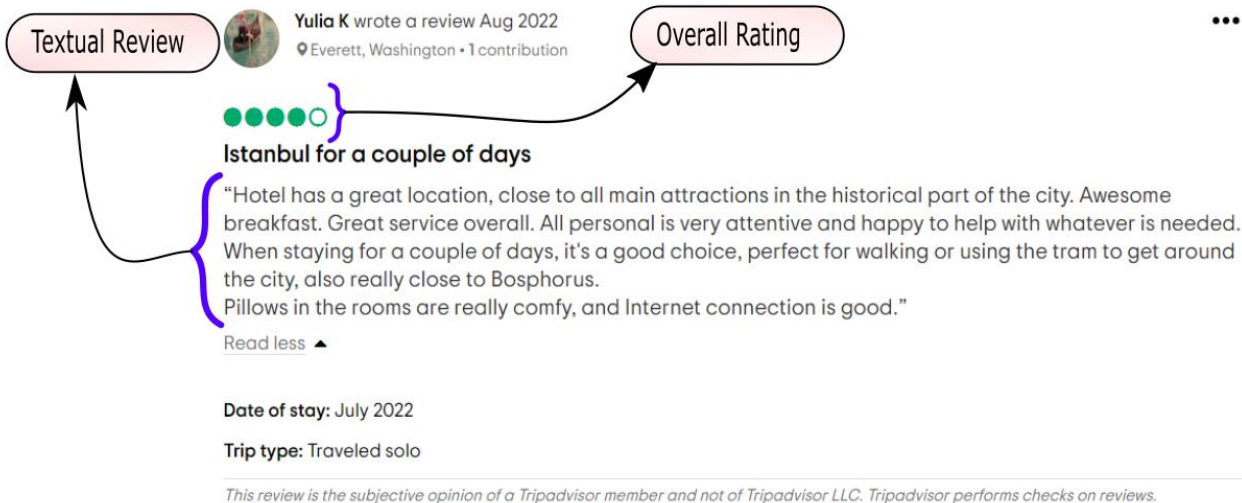 Textual Review
Yulia K wrote a review Aug 2022
Everett, Washington • 1 contribution
Overall Rating
Istanbul for a couple of days
“Hotel has a great location, close to all main attractions in the historical part of the city. Awesome
breakfast. Great service overall. All personal is very attentive and happy to help with whatever is needed.
When staying for a couple of days, it's a good choice, perfect for walking or using the tram to get around
the city, also really close to Bosphorus.
Pillows in the rooms are really comfy, and Internet connection is good.”
Read less
Date of stay: July 2022
Trip type: Traveled solo
This review is the subjective opinion of a Tripadvisor member and not of Tripadvisor LLC. Tripadvisor performs checks on reviews.